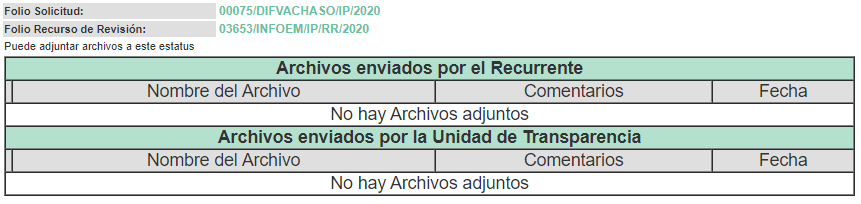 Folio Solicitud: 00075/DIFVACHASO/IP/2020
Folio Recurso de Revisión: 03653/INFOEM/IP/RR/2020
Puede adjuntar archivos a este estatus
Archivos enviados por el Recurrente
Nombre del Archivo Comentarios Fecha
No hay Archivos adjuntos
Archivos enviados por la Unidad de Transparencia
Nombre del Archivo Comentarios Fecha
No hay Archivos adjuntos